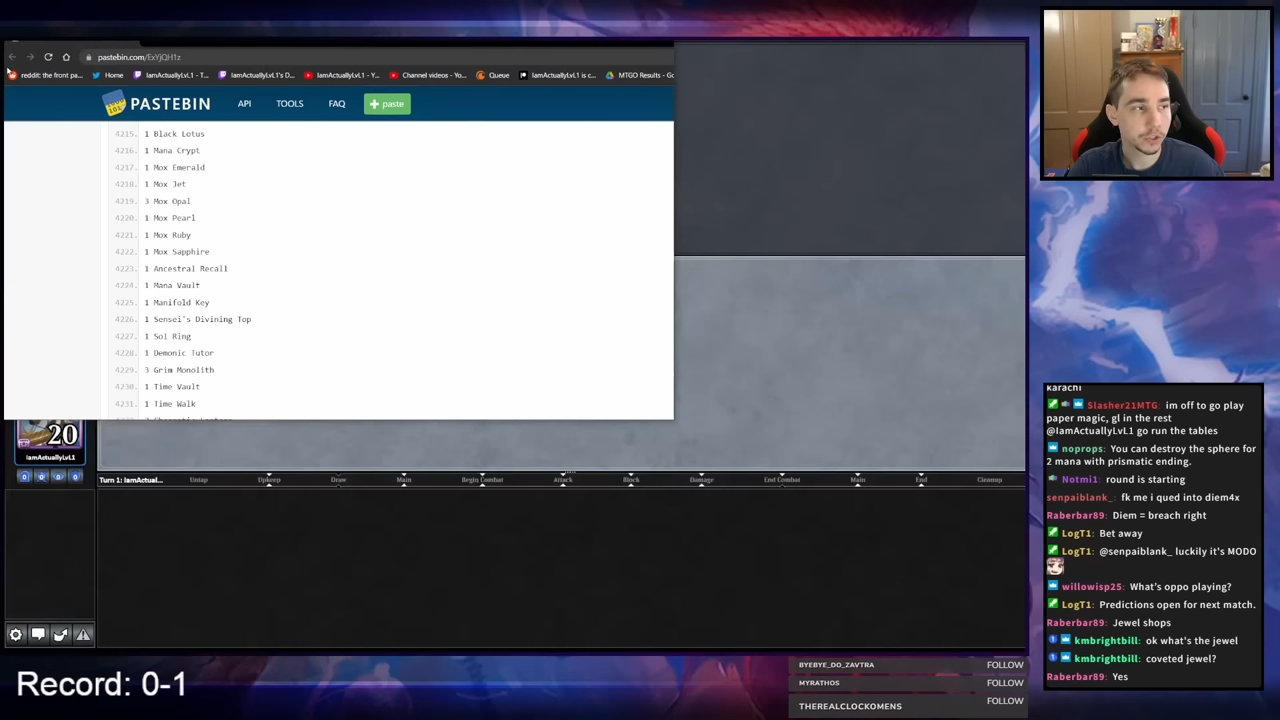 pastebin.com/ExYjQH1z
reddit: the front pa...
Home
IamActuallyLvL1 - T...
IamActuallyLvL1's D...
IamActuallyLvL1 - Y...
Channel videos - Yo...
Queue
IamActuallyLvL1 is c...
MTGO Results - Go
PASTEBIN
API
TOOLS
FAQ
+ paste
4215. 1 Black Lotus
4216. 1 Mana Crypt
4217. 1 Mox Emerald
4218. 1 Mox Jet
4219. 3 Mox Opal
4220. 1 Mox Pearl
4221. 1 Mox Ruby
4222. 1 Mox Sapphire
4223. 1 Ancestral Recall
4224. 1 Mana Vault
4225. 1 Manifold Key
4226. 1 Sensei's Divining Top
4227. 1 Sol Ring
4228. 1 Demonic Tutor
4229. 3 Grim Monolith
4230. 1 Time Vault
4231. 1 Time Walk
20
IamActuallyLvL1
0 0 0 0
Turn 1: IamActual...
Untap
Upkeep
Draw
Main
Begin Combat
Attack
Block
Damage
End Combat
Main
End
Cleanup
karachi
Slasher21MTG: im off to go play
paper magic, gl in the rest
@IamActuallyLvL1 go run the tables
noprops: You can destroy the sphere for
2 mana with prismatic ending.
Notmi1: round is starting
senpaiblank_: fk me i qued into diem4x
Raberbar89: Diem = breach right
LogT1: Bet away
LogT1: @senpaiblank_ luckily it's MODO
willowisp25: What's oppo playing?
LogT1: Predictions open for next match.
Raberbar89: Jewel shops
kmbrightbill: ok what's the jewel
kmbrightbill: coveted jewel?
Raberbar89: Yes
Record: 0-1
BYEBYE_DO_ZAVTRA FOLLOW
MYRATHOS FOLLOW
THEREALCLOCKOMENS FOLLOW